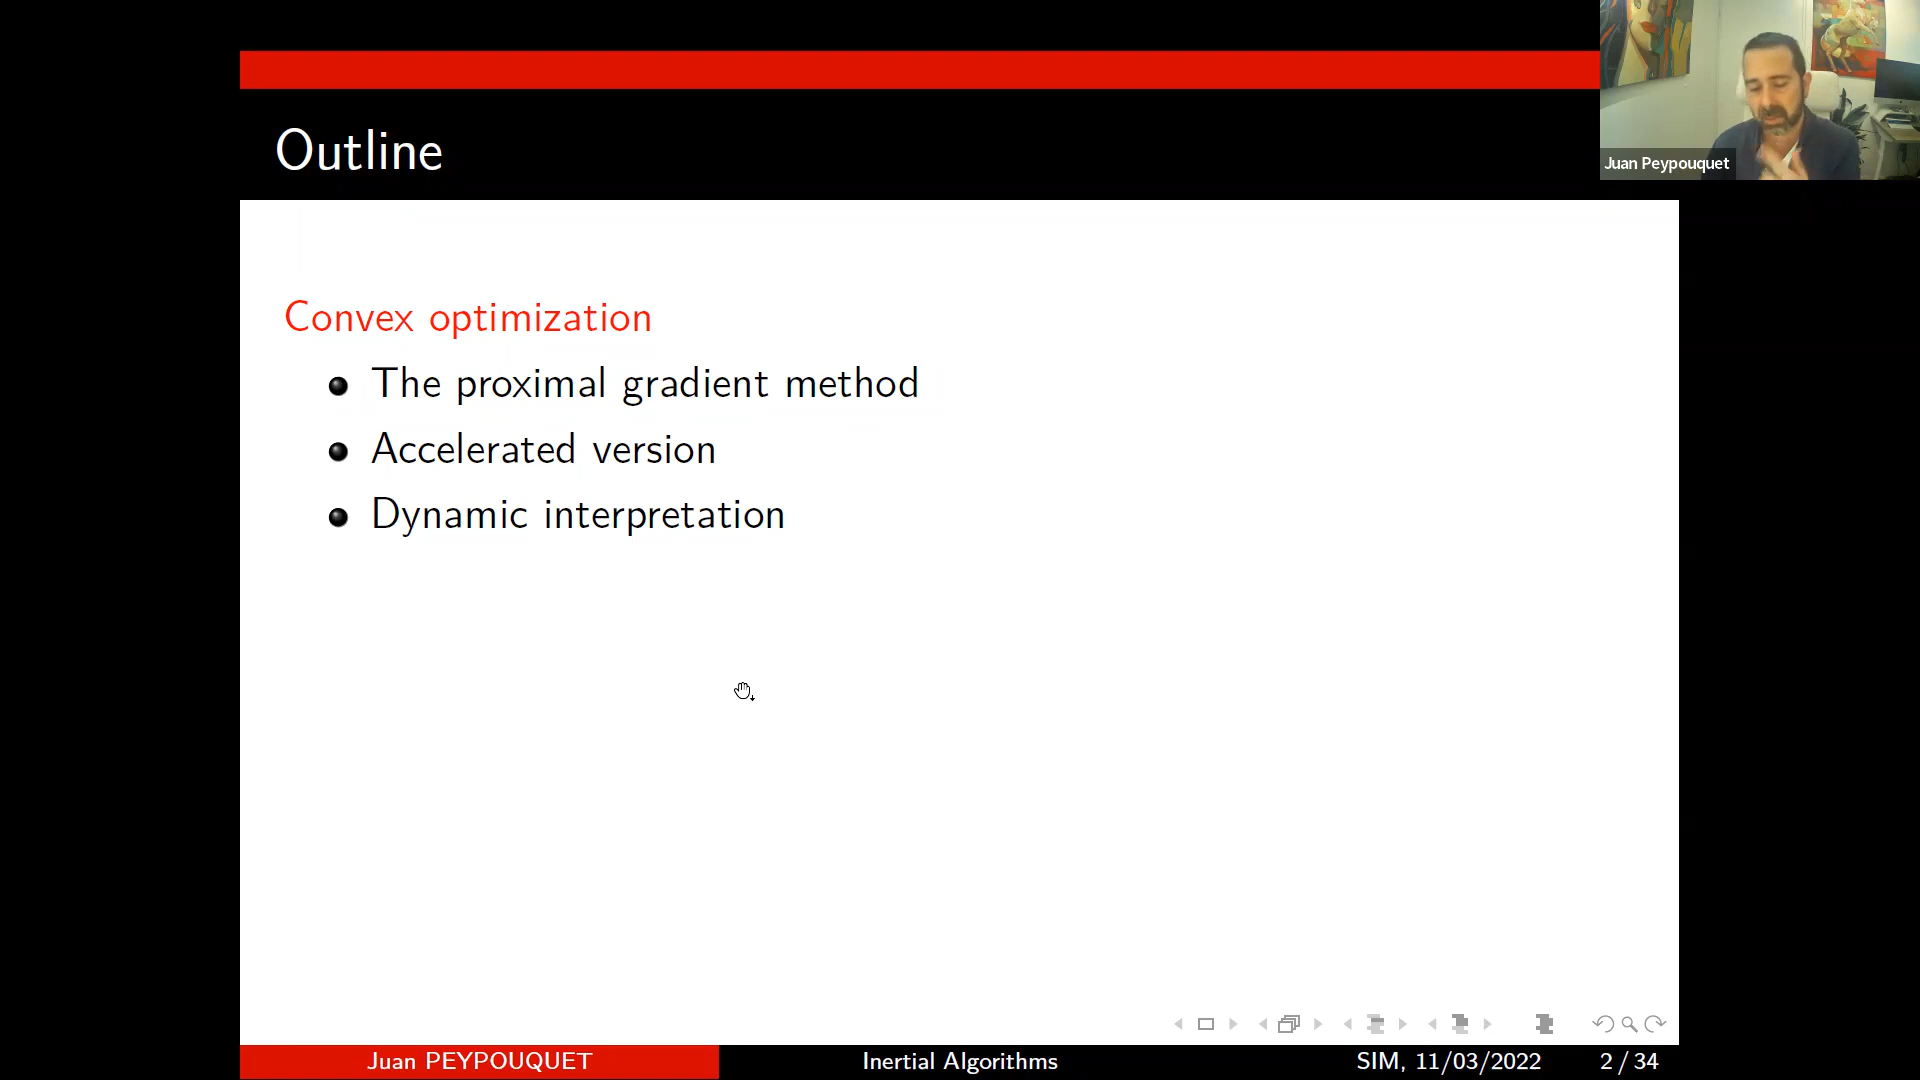 Outline
Juan Peypouquet
Convex optimization
The proximal gradient method
Accelerated version
Dynamic interpretation
Juan PEYPOUQUET
Inertial Algorithms
SIM, 11/03/2022
2 / 34